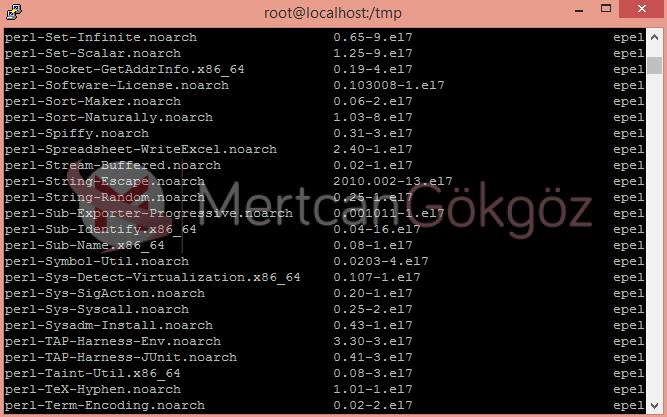 root@localhost:/tmp
perl-Set-Infinite.noarch 0.65-9.el7 epel
perl-Set-Scalar.noarch 1.25-9.el7 epel
perl-Socket-GetAddrInfo.x86_64 0.19-4.el7 epel
perl-Software-License.noarch 0.103008-1.el7 epel
perl-Sort-Maker.noarch 0.06-2.el7 epel
perl-Sort-Naturally.noarch 1.03-8.el7 epel
perl-Spiffy.noarch 0.31-3.el7 epel
perl-Spreadsheet-WriteExcel.noarch 2.40-1.el7 epel
perl-Stream-Buffered.noarch 0.02-1.el7 epel
perl-String-Escape.noarch 2010.002-13.el7 epel
perl-String-Random.noarch 0.25-1.el7 epel
MertcanGökgöz
perl-Sub-Exporter-Progressive.noarch 0.001011-1.el7 epel
perl-Sub-Identify.x86_64 0.04-16.el7 epel
perl-Sub-Name.x86_64 0.08-1.el7 epel
perl-Symbol-Util.noarch 0.0203-4.el7 epel
perl-Sys-Detect-Virtualization.x86_64 0.107-1.el7 epel
perl-Sys-SigAction.noarch 0.20-1.el7 epel
perl-Sys-Syscall.noarch 0.25-2.el7 epel
perl-Sysadm-Install.noarch 0.43-1.el7 epel
perl-TAP-Harness-Env.noarch 3.30-3.el7 epel
perl-TAP-Harness-JUnit.noarch 0.41-3.el7 epel
perl-Taint-Util.x86_64 0.08-3.el7 epel
perl-TeX-Hyphen.noarch 1.01-1.el7 epel
perl-Term-Encoding.noarch 0.02-2.el7 epel